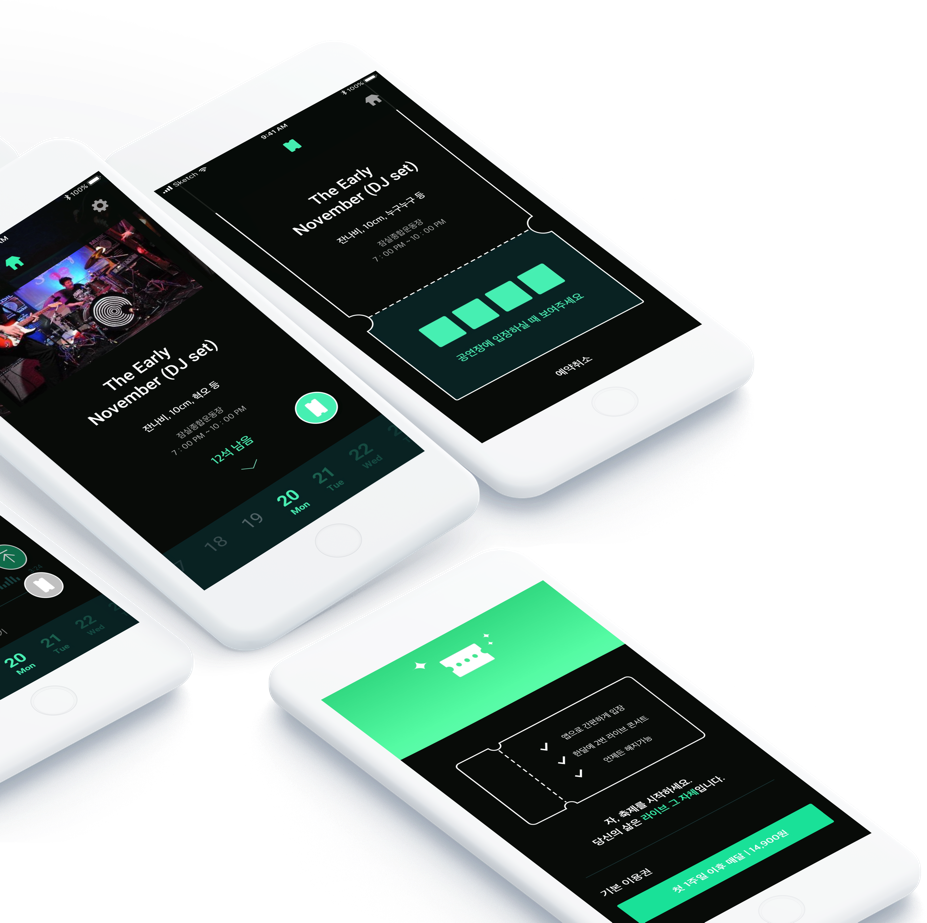 Sketch
9:41 AM
100%
The Early
November (DJ set)
잔나비, 10cm, 누구누구 등
잠실종합운동장
7 : 00 PM ~ 10 : 00 PM
공연장에 입장하실 때 보여주세요
예약취소
AM
100%
The Early
November (DJ set)
잔나비, 10cm, 혁오 등
잠실종합운동장
7 : 00 PM ~ 10 : 00 PM
12석 남음
18
19
20
Mon
21
Tue
22
Wed
20
Mon
21
Tue
22
Wed
앱으로 간편하게 입장
한달에 2번 라이브 콘서트
언제든 해지가능
자, 축제를 시작하세요.
당신의 삶은 라이브 그 자체입니다.
기본 이용권
첫 1주일 이후 매달 | 14,900원